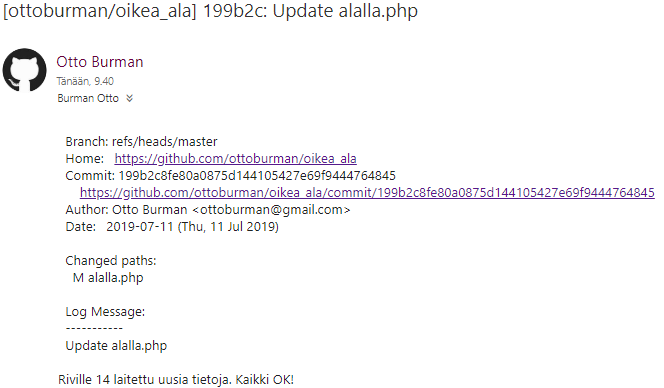 [ottoburman/oikea_ala] 199b2c: Update alalla.php
Otto Burman
Tänään, 9.40
Burman Otto
Branch: refs/heads/master
Home: https://github.com/ottoburman/oikea_ala
Commit: 199b2c8fe80a0875d144105427e69f9444764845
https://github.com/ottoburman/oikea_ala/commit/199b2c8fe80a0875d144105427e69f9444764845
Author: Otto Burman <ottoburman@gmail.com>
Date: 2019-07-11 (Thu, 11 Jul 2019)
Changed paths:
M alalla.php
Log Message:
-----------
Update alalla.php
Riville 14 laitettu uusia tietoja. Kaikki OK!